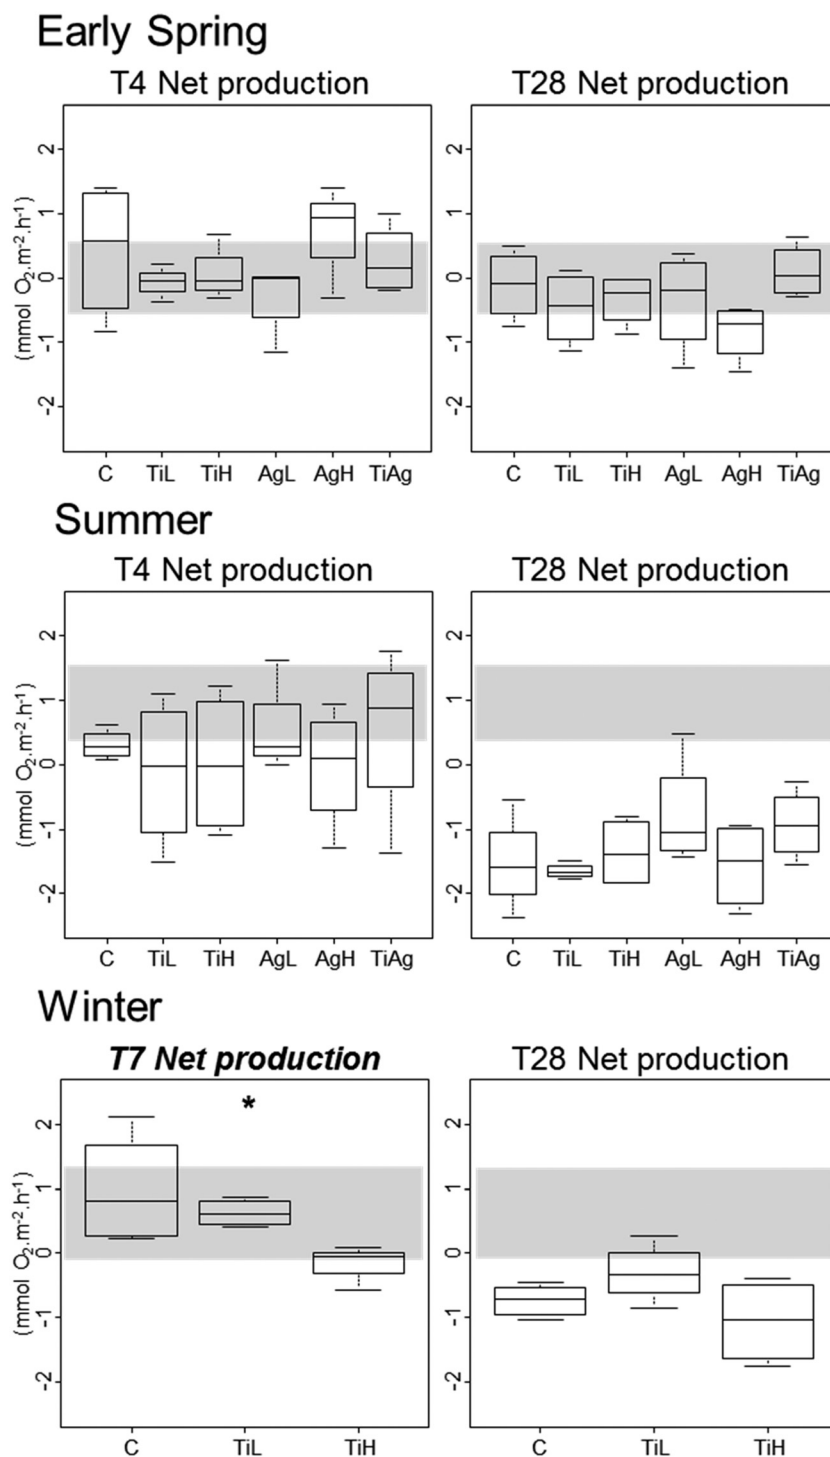 Early Spring
T4 Net production
T28 Net production
(mmol O₂.m⁻².h⁻¹)
2
1
0
-1
-2
2
1
0
-1
-2
C TiL TiH AgL AgH TiAg
C TiL TiH AgL AgH TiAg
Summer
T4 Net production
T28 Net production
(mmol O₂.m⁻².h⁻¹)
2
1
0
-1
-2
2
1
0
-1
-2
C TiL TiH AgL AgH TiAg
C TiL TiH AgL AgH TiAg
Winter
T7 Net production
T28 Net production
(mmol O₂.m⁻².h⁻¹)
2
1
0
-1
-2
*
2
1
0
-1
-2
C TiL TiH
C TiL TiH